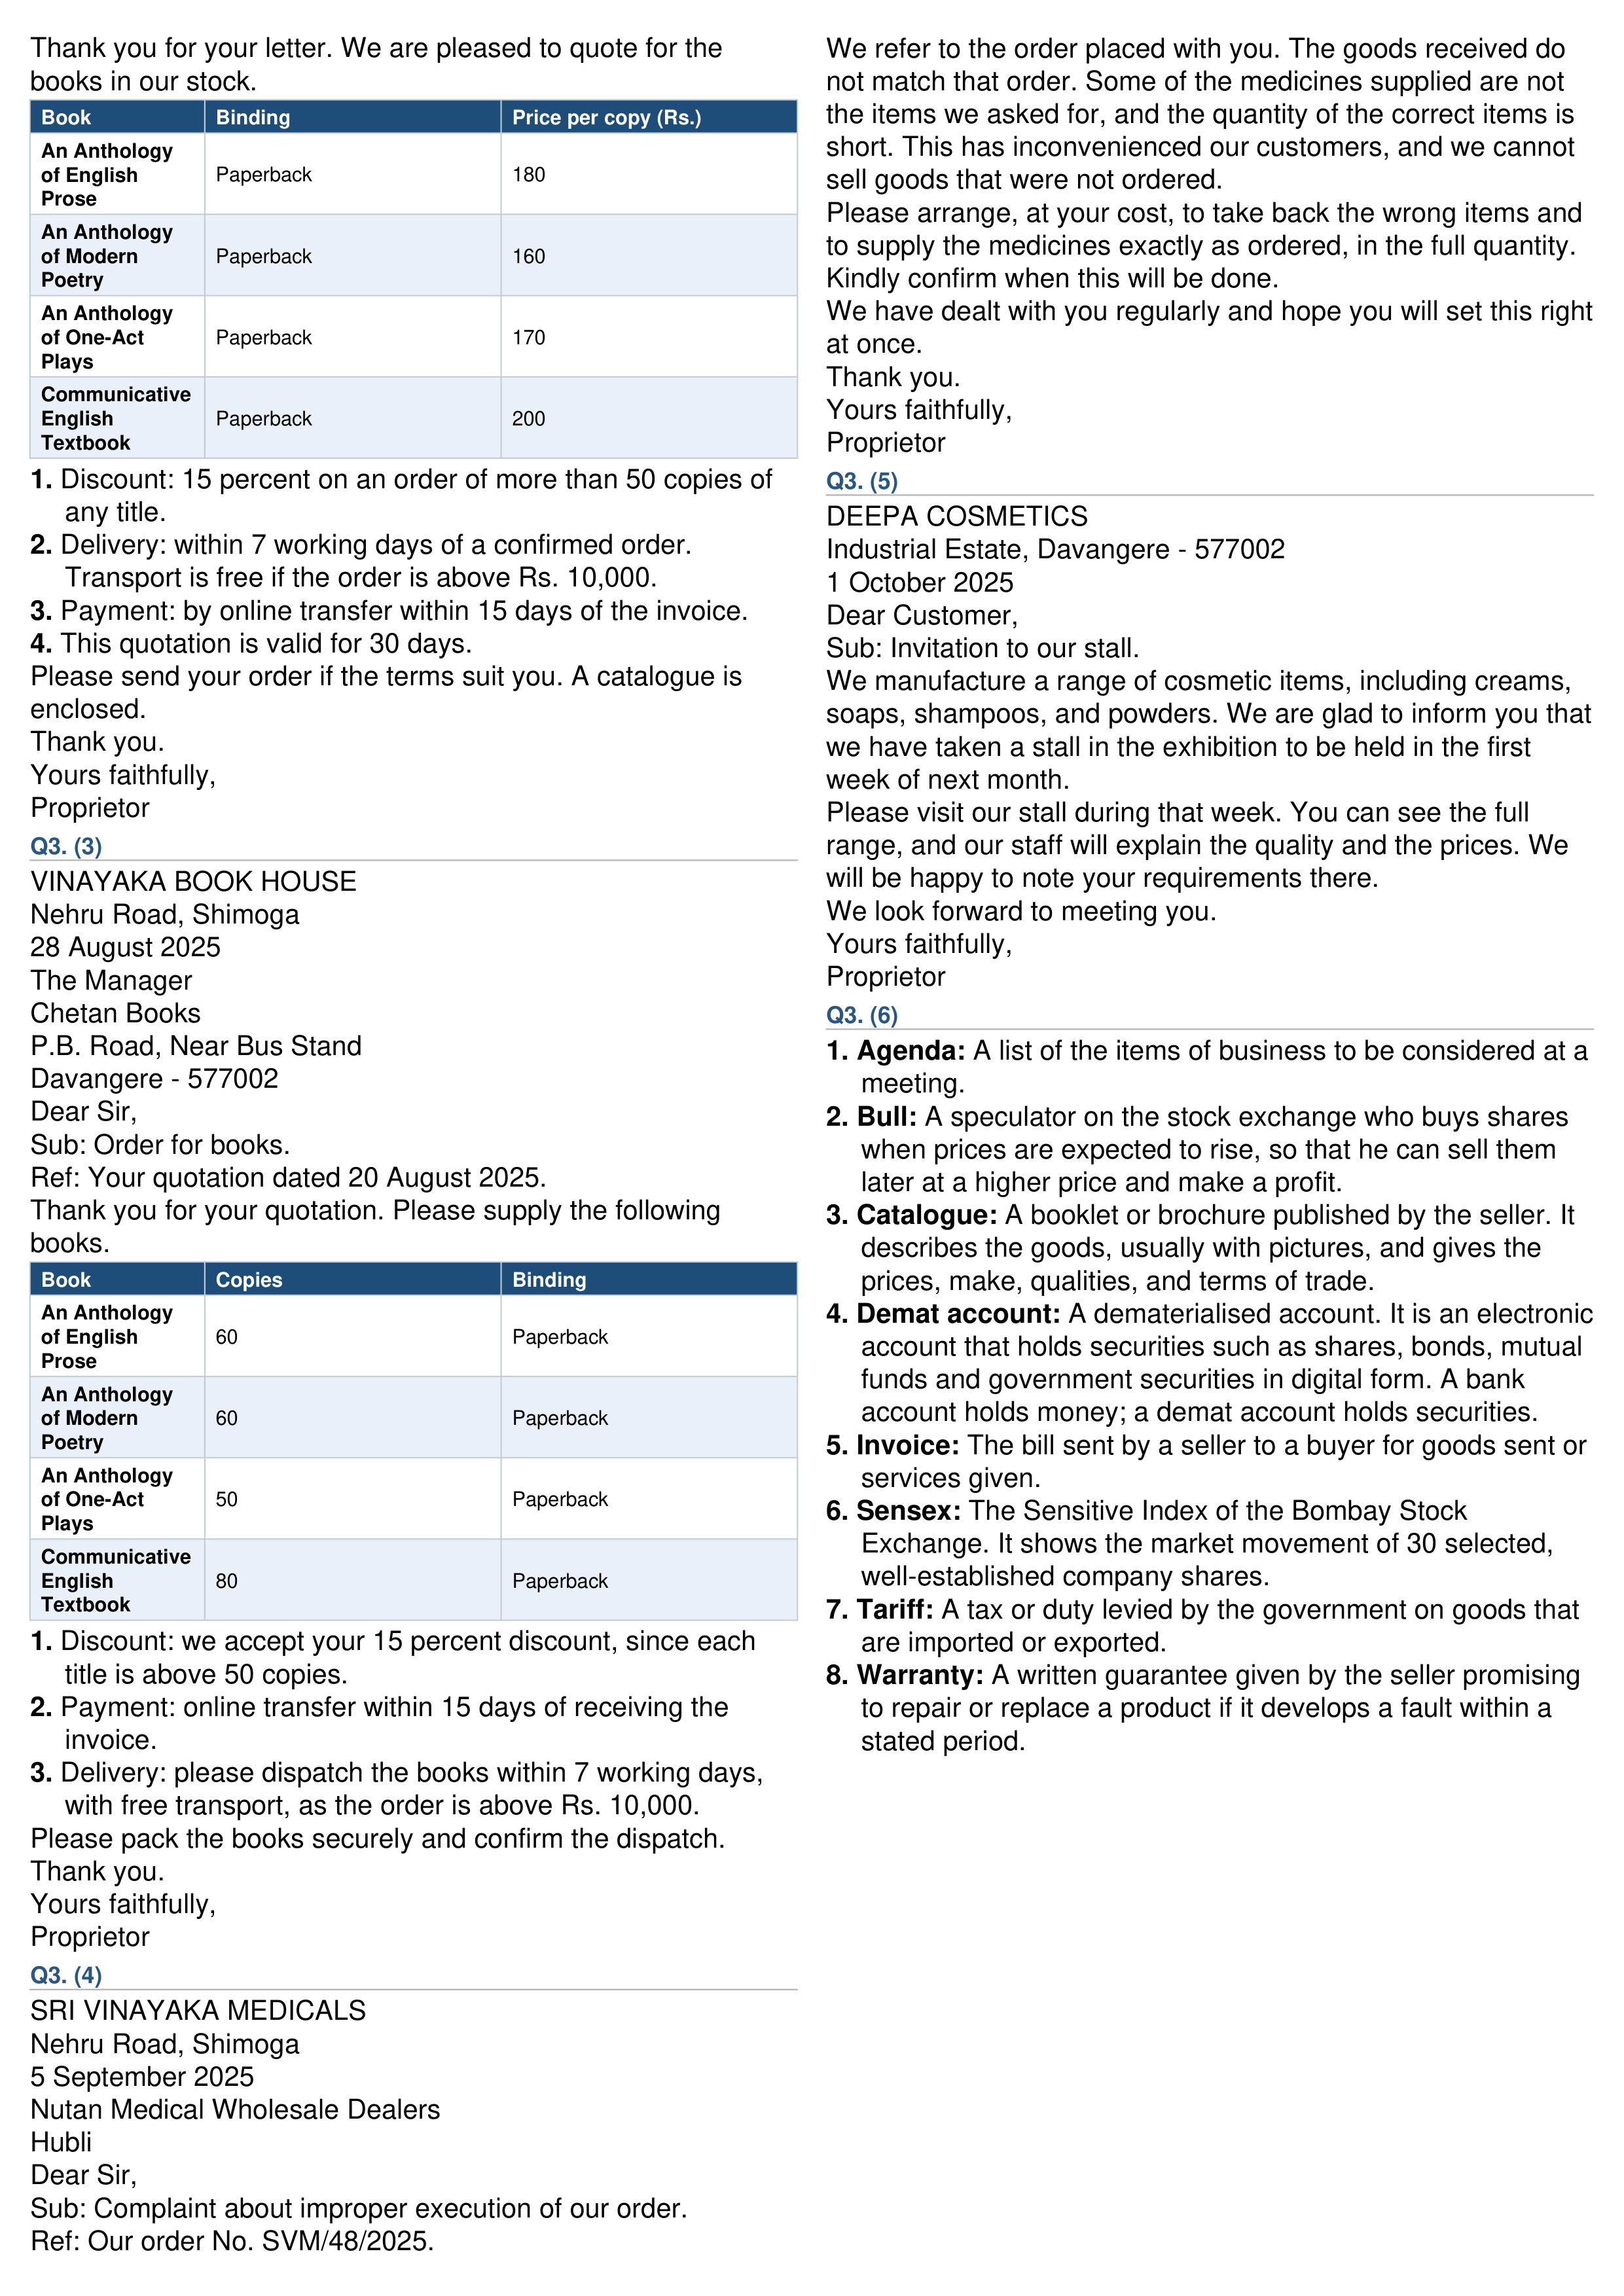 Thank you for your letter. We are pleased to quote for the
books in our stock.
Book Binding Price per copy (Rs.)
An Anthology
of English
Prose
Paperback 180
An Anthology
of Modern
Poetry
Paperback 160
An Anthology
of One-Act
Plays
Paperback 170
Communicative
English
Textbook
Paperback 200
1. Discount: 15 percent on an order of more than 50 copies of
any title.
2. Delivery: within 7 working days of a confirmed order.
Transport is free if the order is above Rs. 10,000.
3. Payment: by online transfer within 15 days of the invoice.
4. This quotation is valid for 30 days.
Please send your order if the terms suit you. A catalogue is
enclosed.
Thank you.
Yours faithfully,
Proprietor
Q3. (3)
VINAYAKA BOOK HOUSE
Nehru Road, Shimoga
28 August 2025
The Manager
Chetan Books
P.B. Road, Near Bus Stand
Davangere - 577002
Dear Sir,
Sub: Order for books.
Ref: Your quotation dated 20 August 2025.
Thank you for your quotation. Please supply the following
books.
Book Copies Binding
An Anthology
of English
Prose
60 Paperback
An Anthology
of Modern
Poetry
60 Paperback
An Anthology
of One-Act
Plays
50 Paperback
Communicative
English
Textbook
80 Paperback
1. Discount: we accept your 15 percent discount, since each
title is above 50 copies.
2. Payment: online transfer within 15 days of receiving the
invoice.
3. Delivery: please dispatch the books within 7 working days,
with free transport, as the order is above Rs. 10,000.
Please pack the books securely and confirm the dispatch.
Thank you.
Yours faithfully,
Proprietor
Q3. (4)
SRI VINAYAKA MEDICALS
Nehru Road, Shimoga
5 September 2025
Nutan Medical Wholesale Dealers
Hubli
Dear Sir,
Sub: Complaint about improper execution of our order.
Ref: Our order No. SVM/48/2025.
We refer to the order placed with you. The goods received do
not match that order. Some of the medicines supplied are not
the items we asked for, and the quantity of the correct items is
short. This has inconvenienced our customers, and we cannot
sell goods that were not ordered.
Please arrange, at your cost, to take back the wrong items and
to supply the medicines exactly as ordered, in the full quantity.
Kindly confirm when this will be done.
We have dealt with you regularly and hope you will set this right
at once.
Thank you.
Yours faithfully,
Proprietor
Q3. (5)
DEEPA COSMETICS
Industrial Estate, Davangere - 577002
1 October 2025
Dear Customer,
Sub: Invitation to our stall.
We manufacture a range of cosmetic items, including creams,
soaps, shampoos, and powders. We are glad to inform you that
we have taken a stall in the exhibition to be held in the first
week of next month.
Please visit our stall during that week. You can see the full
range, and our staff will explain the quality and the prices. We
will be happy to note your requirements there.
We look forward to meeting you.
Yours faithfully,
Proprietor
Q3. (6)
1. Agenda: A list of the items of business to be considered at a
meeting.
2. Bull: A speculator on the stock exchange who buys shares
when prices are expected to rise, so that he can sell them
later at a higher price and make a profit.
3. Catalogue: A booklet or brochure published by the seller. It
describes the goods, usually with pictures, and gives the
prices, make, qualities, and terms of trade.
4. Demat account: A dematerialised account. It is an electronic
account that holds securities such as shares, bonds, mutual
funds and government securities in digital form. A bank
account holds money; a demat account holds securities.
5. Invoice: The bill sent by a seller to a buyer for goods sent or
services given.
6. Sensex: The Sensitive Index of the Bombay Stock
Exchange. It shows the market movement of 30 selected,
well-established company shares.
7. Tariff: A tax or duty levied by the government on goods that
are imported or exported.
8. Warranty: A written guarantee given by the seller promising
to repair or replace a product if it develops a fault within a
stated period.